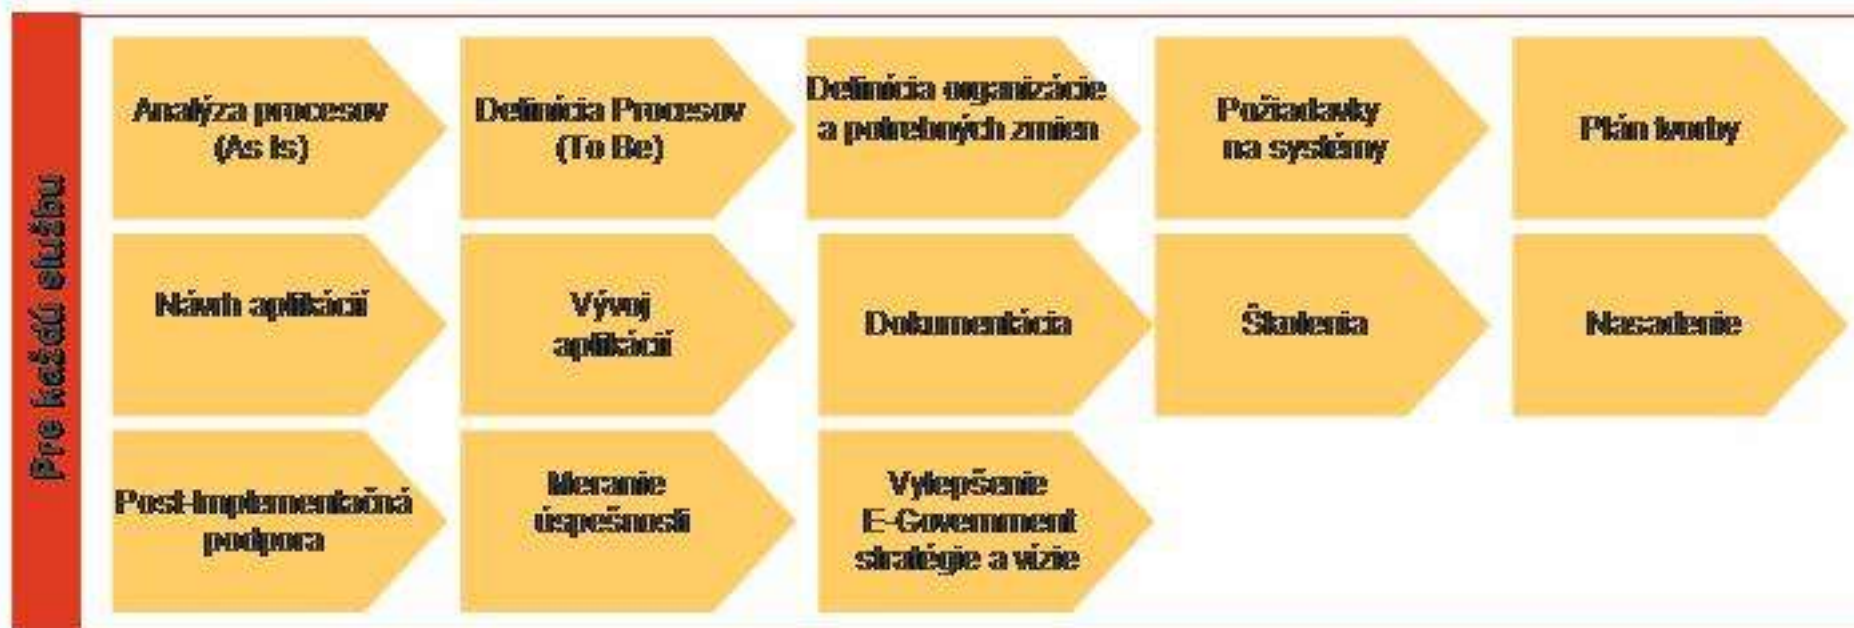 Pre každú službu
Analýza procesov
(As Is)
Definícia Procesov
(To Be)
Definícia organizácie
a potrebných zmien
Požiadavky
na systémy
Plán tvorby
Návrh aplikácií
Vývoj
aplikácií
Dokumentácia
Školenia
Nasadenie
Post-Implementačná
podpora
Meranie
úspešnosti
Vylepšenie
E-Government
stratégie a vízie